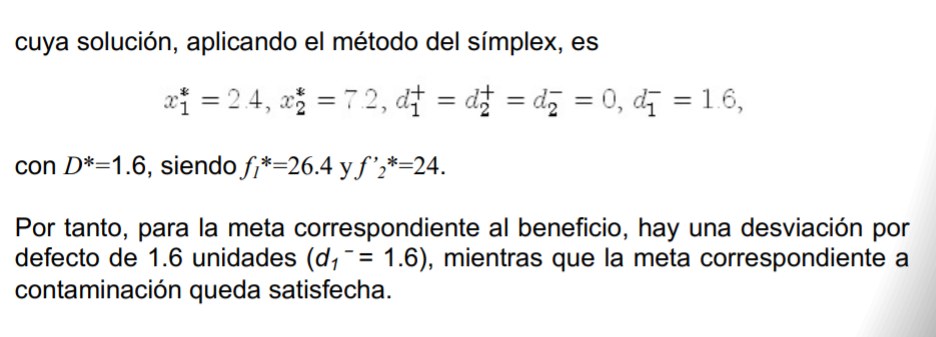 cuya solución, aplicando el método del símplex, es
x₁* = 2.4, x₂* = 7.2, d₁⁺ = d₂⁺ = d₂⁻ = 0, d₁⁻ = 1.6,
con D*=1.6, siendo f₁*=26.4 y f’₂*=24.
Por tanto, para la meta correspondiente al beneficio, hay una desviación por
defecto de 1.6 unidades (d₁⁻ = 1.6), mientras que la meta correspondiente a
contaminación queda satisfecha.